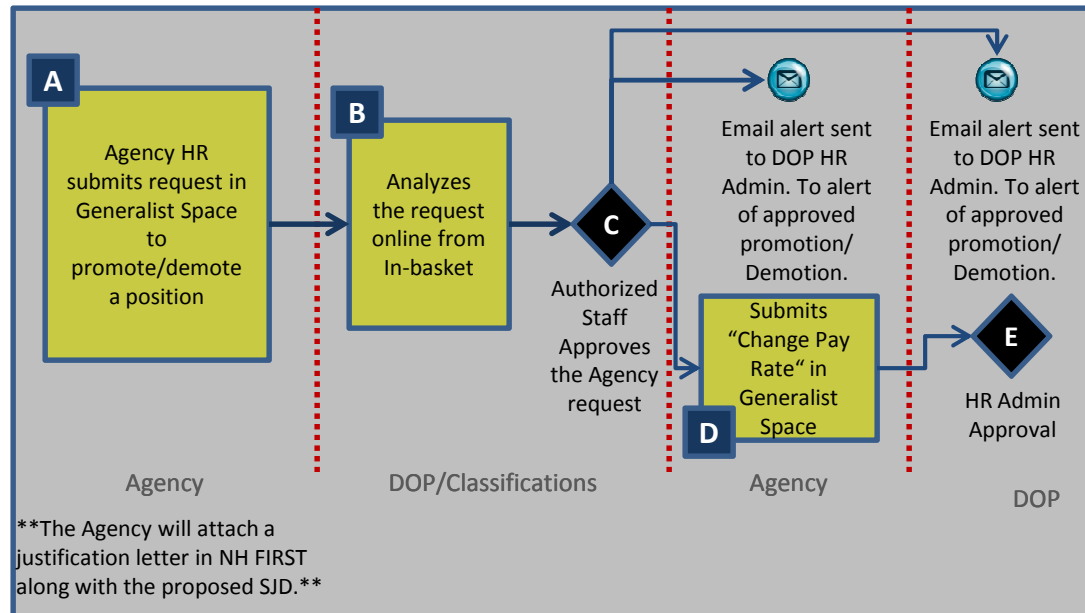 A
Agency HR
submits request in
Generalist Space
to
promote/demote
a position
B
Analyzes
the request
online from
In-basket
C
Authorized
Staff
Approves
the Agency
request
Email alert sent
to DOP HR
Admin. To alert
of approved
promotion/
Demotion.
Email alert sent
to DOP HR
Admin. To alert
of approved
promotion/
Demotion.
Submits
“Change Pay
Rate“ in
Generalist
Space
D
E
HR Admin
Approval
Agency
DOP/Classifications
Agency
DOP
**The Agency will attach a
justification letter in NH FIRST
along with the proposed SJD.**